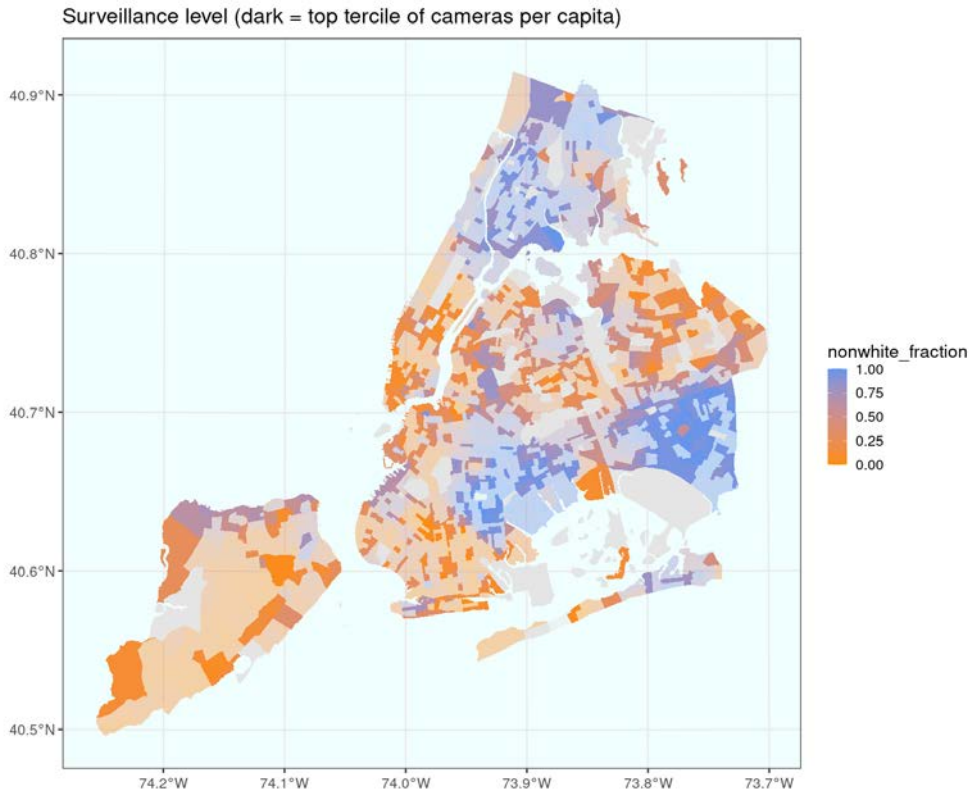 Surveillance level (dark = top tercile of cameras per capita)
40.9°N
40.8°N
40.7°N
40.6°N
40.5°N
74.2°W
74.1°W
74.0°W
73.9°W
73.8°W
73.7°W
nonwhite_fraction
1.00
0.75
0.50
0.25
0.00